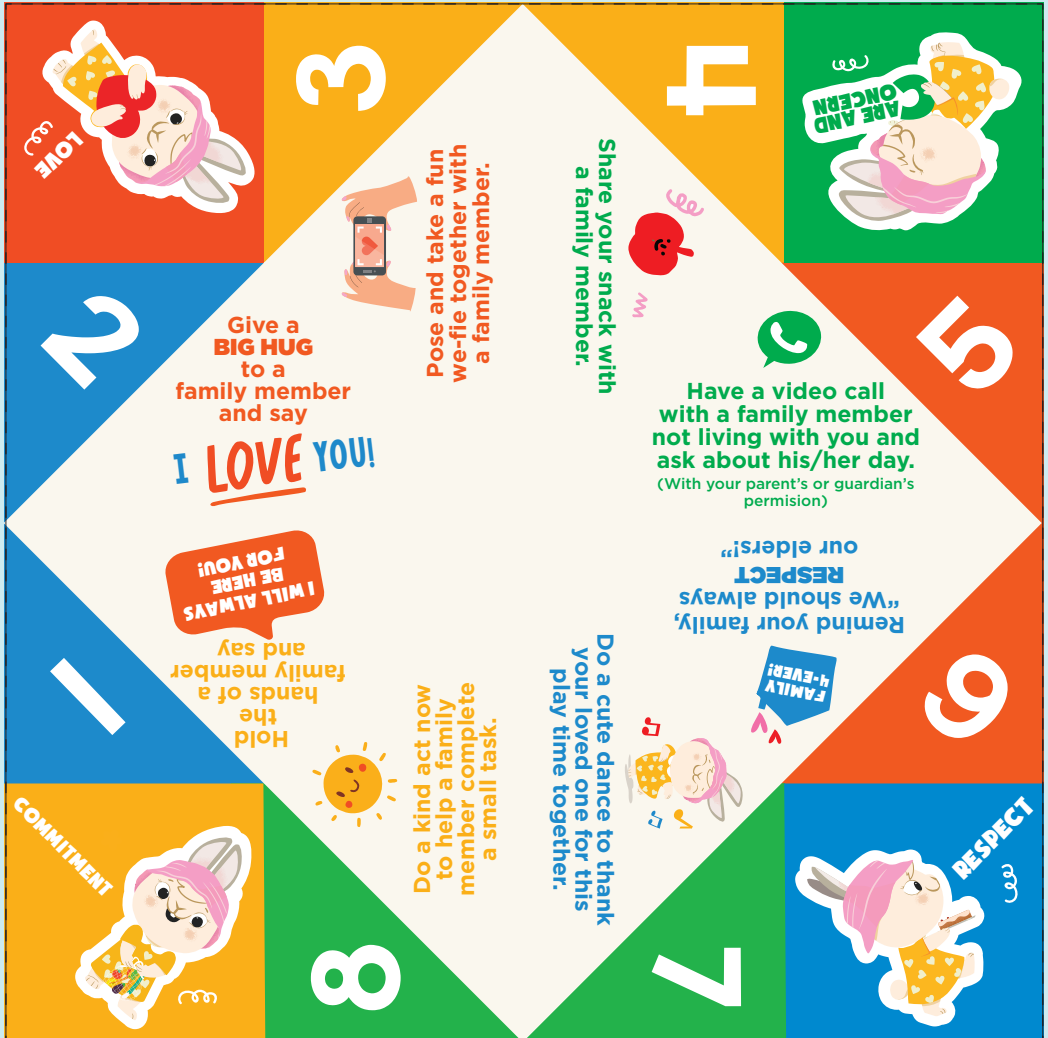 LOVE
3
4
ARE AND
ONCERN
2
Give a
BIG HUG
to a
family member
and say
I LOVE YOU!
Pose and take a fun
we-fie together with
a family member.
Share your snack with
a family member.
5
Have a video call
with a family member
not living with you and
ask about his/her day.
(With your parent's or guardian's
permision)
1
Hold
the
hands of a
family member
and say
I WILL ALWAYS
BE HERE
FOR YOU!
Do a kind act now
to help a family
member complete
a small task.
Do a cute dance to thank
your loved one for this
play time together.
FAMILY
4-EVER!
Remind your family,
“We should always
RESPECT
our elders!”
6
COMMITMENT
8
7
RESPECT